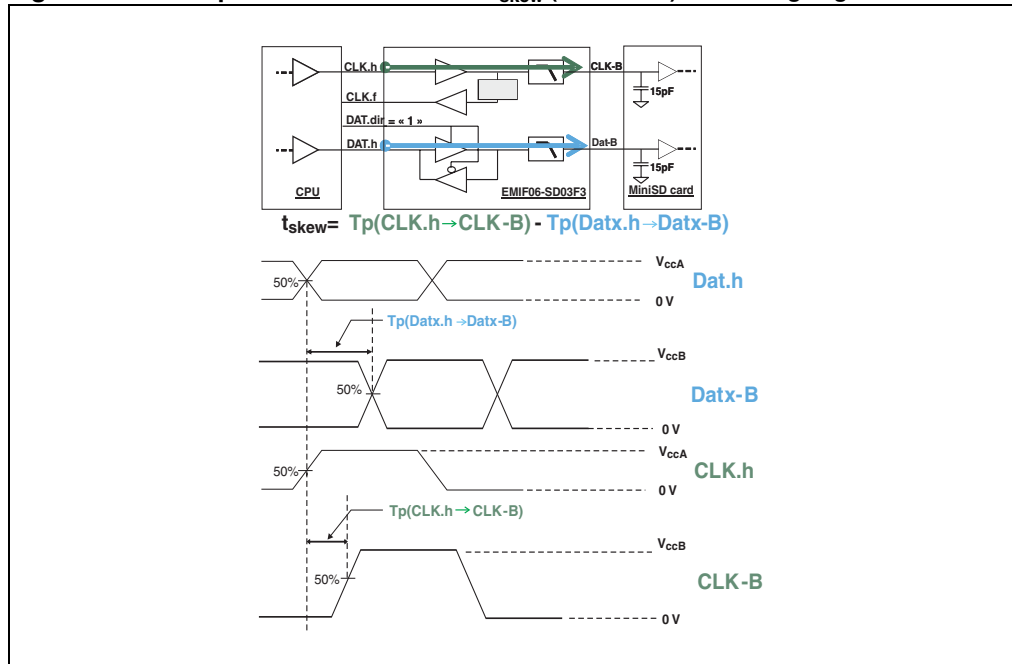 CLK.h
CLK-B
15pF
CLK.f
DAT.dir = « 1 »
DAT.h
Dat-B
15pF
CPU
EMIF06-SD03F3
MiniSD card
tskew= Tp(CLK.h→CLK-B) - Tp(Datx.h→Datx-B)
VccA
50%
Dat.h
0 V
Tp(Datx.h→Datx-B)
VccB
50%
Datx-B
0 V
VccA
50%
CLK.h
0 V
Tp(CLK.h→CLK-B)
VccB
50%
CLK-B
0 V